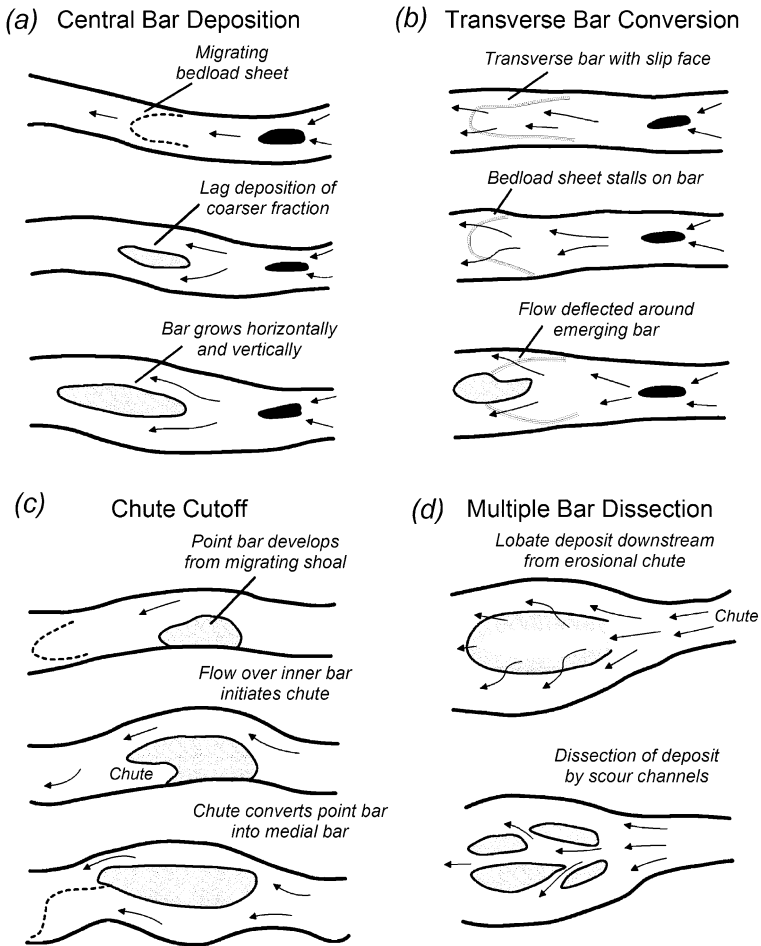 (a) Central Bar Deposition
Migrating
bedload sheet
Lag deposition of
coarser fraction
Bar grows horizontally
and vertically
(b) Transverse Bar Conversion
Transverse bar with slip face
Bedload sheet stalls on bar
Flow deflected around
emerging bar
(c) Chute Cutoff
Point bar develops
from migrating shoal
Flow over inner bar
initiates chute
Chute
Chute converts point bar
into medial bar
(d) Multiple Bar Dissection
Lobate deposit downstream
from erosional chute
Chute
Dissection of deposit
by scour channels